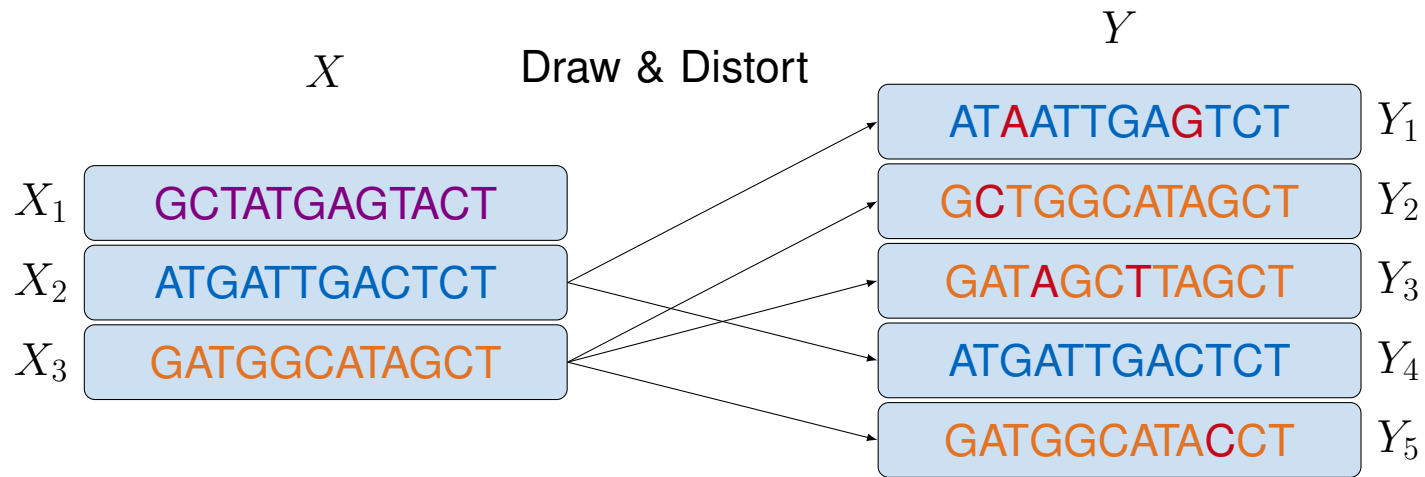 Y
X
Draw & Distort
ATAATTGAGTCT Y₁
X₁ GCTATGAGTACT
GCTGGCATAGCT Y₂
X₂ ATGATTGACTCT
GATAGCTTAGCT Y₃
X₃ GATGGCATAGCT
ATGATTGACTCT Y₄
GATGGCATACCT Y₅